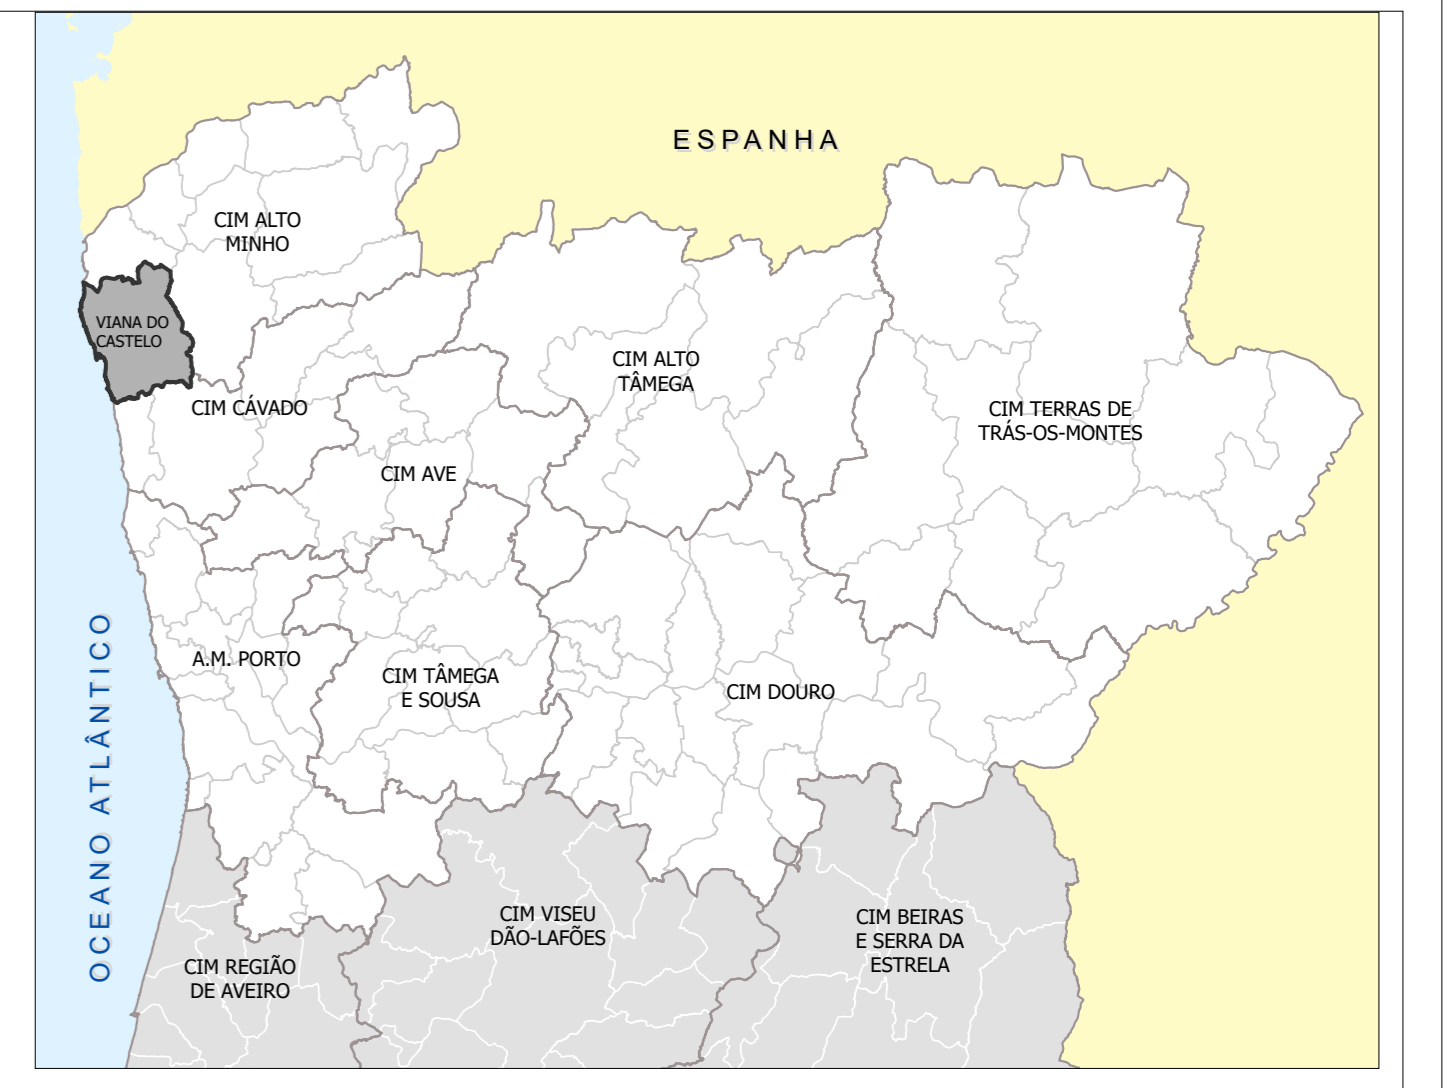 ESPANHA
CIM ALTO
MINHO
VIANA DO
CASTELO
CIM ALTO
TÂMEGA
CIM CÁVADO
CIM TERRAS DE
TRÁS-OS-MONTES
CIM AVE
OCEANO ATLÂNTICO
A.M. PORTO
CIM TÂMEGA
E SOUSA
CIM DOURO
CIM VISEU
DÃO-LAFÕES
CIM BEIRAS
E SERRA DA
ESTRELA
CIM REGIÃO
DE AVEIRO